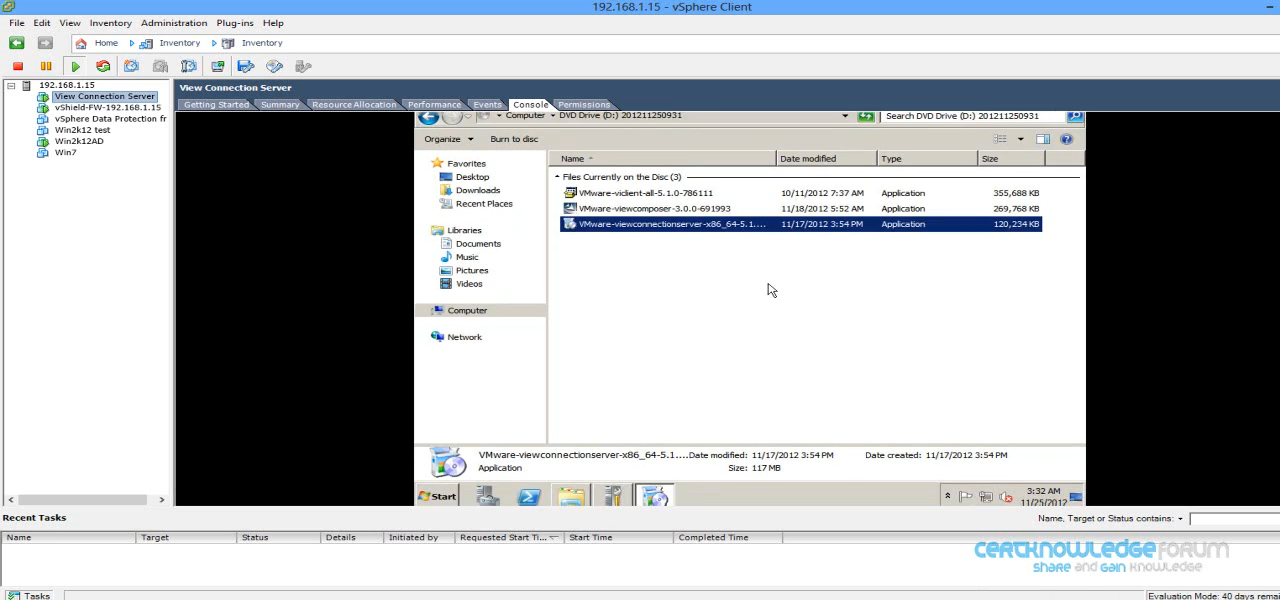 192.168.1.15 - vSphere Client
File Edit View Inventory Administration Plug-ins Help
Home Inventory Inventory
192.168.1.15
View Connection Server
vShield-FW-192.168.1.15
vSphere Data Protection fr
Win2k12 test
Win2k12AD
Win7
View Connection Server
Getting Started Summary Resource Allocation Performance Events Console Permissions
Computer DVD Drive (D:) 201211250931 Search DVD Drive (D:) 201211250931
Organize Burn to disc
Favorites
Desktop
Downloads
Recent Places
Libraries
Documents
Music
Pictures
Videos
Computer
Network
Name Date modified Type Size
Files Currently on the Disc (3)
VMware-viclient-all-5.1.0-786111 10/11/2012 7:37 AM Application 355,688 KB
VMware-viewcomposer-3.0.0-691993 11/18/2012 5:52 AM Application 269,768 KB
VMware-viewconnectionserver-x86_64-5.1.... 11/17/2012 3:54 PM Application 120,234 KB
VMware-viewconnectionserver-x86_64-5.1.... Date modified: 11/17/2012 3:54 PM Date created: 11/17/2012 3:54 PM
Application Size: 117 MB
Start
3:32 AM
11/25/2012
Recent Tasks
Name, Target or Status contains:
Name Target Status Details Initiated by Requested Start Ti... Start Time Completed Time
CERTKNOWLEDGEFORUM
SHARE AND GAIN KNOWLEDGE
Tasks
Evaluation Mode: 40 days remai